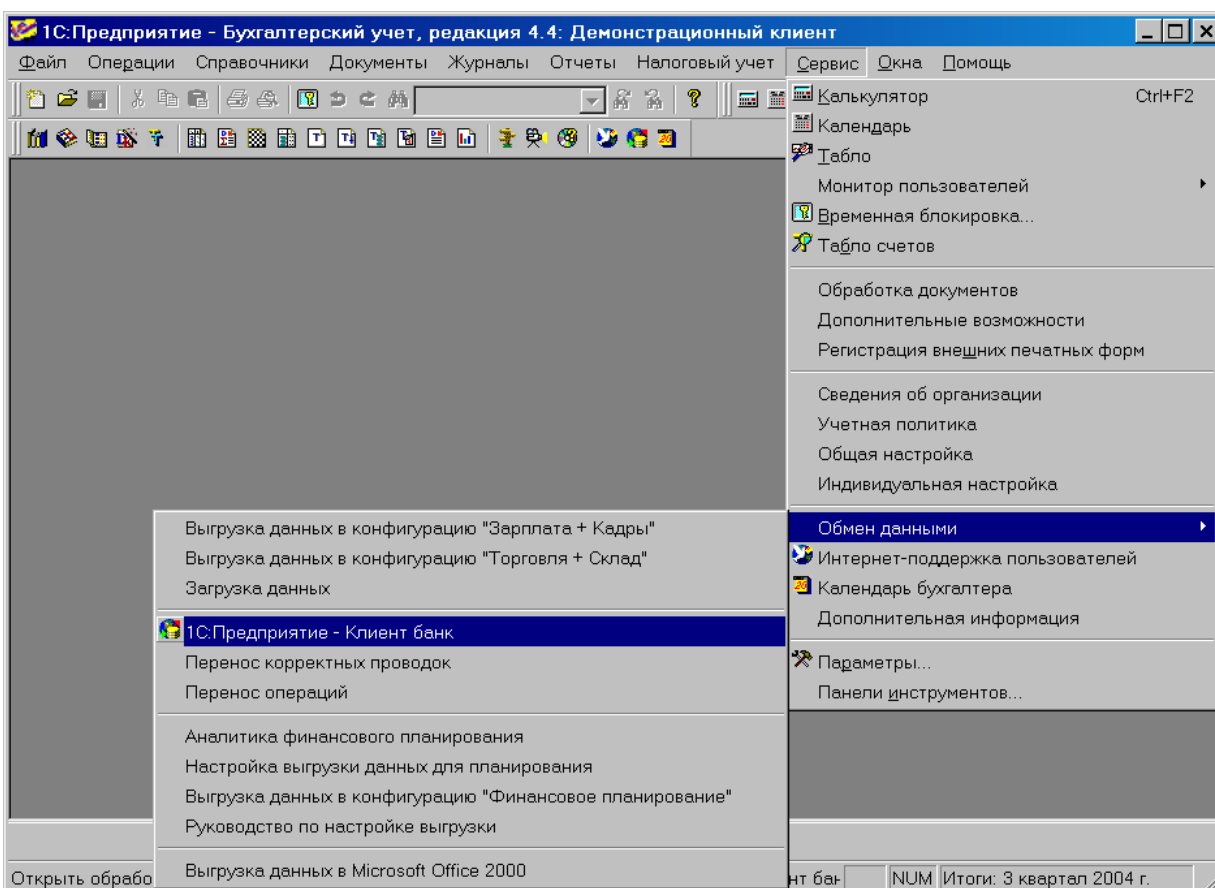 1С:Предприятие - Бухгалтерский учет, редакция 4.4: Демонстрационный клиент
Файл Операции Справочники Документы Журналы Отчеты Налоговый учет Сервис Окна Помощь
Калькулятор Ctrl+F2
Календарь
Табло
Монитор пользователей
Временная блокировка...
Табло счетов
Обработка документов
Дополнительные возможности
Регистрация внешних печатных форм
Сведения об организации
Учетная политика
Общая настройка
Индивидуальная настройка
Обмен данными
Интернет-поддержка пользователей
Календарь бухгалтера
Дополнительная информация
Параметры...
Панели инструментов...
Выгрузка данных в конфигурацию "Зарплата + Кадры"
Выгрузка данных в конфигурацию "Торговля + Склад"
Загрузка данных
1С:Предприятие - Клиент банк
Перенос корректных проводок
Перенос операций
Аналитика финансового планирования
Настройка выгрузки данных для планирования
Выгрузка данных в конфигурацию "Финансовое планирование"
Руководство по настройке выгрузки
Выгрузка данных в Microsoft Office 2000
Открыть обрабо нт бан NUM Итоги: 3 квартал 2004 г.